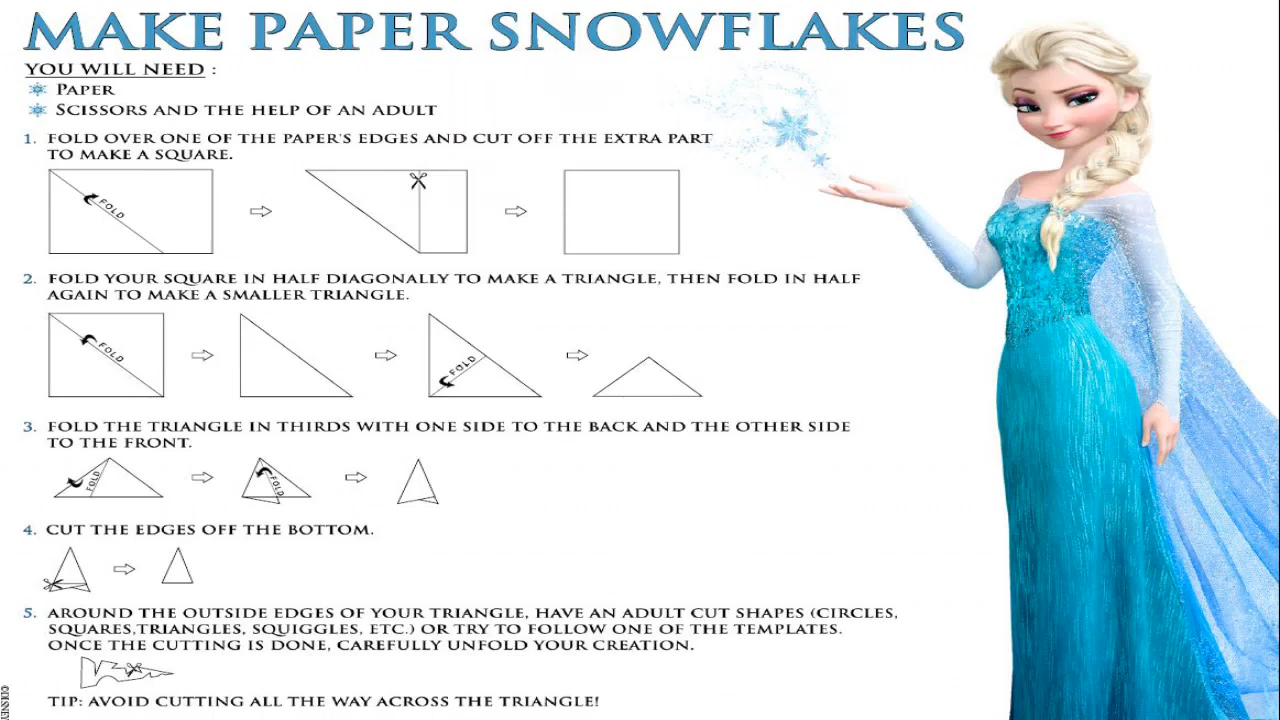 MAKE PAPER SNOWFLAKES
YOU WILL NEED :
PAPER
SCISSORS AND THE HELP OF AN ADULT
1. FOLD OVER ONE OF THE PAPER'S EDGES AND CUT OFF THE EXTRA PART
TO MAKE A SQUARE.
FOLD
2. FOLD YOUR SQUARE IN HALF DIAGONALLY TO MAKE A TRIANGLE, THEN FOLD IN HALF
AGAIN TO MAKE A SMALLER TRIANGLE.
FOLD
FOLD
3. FOLD THE TRIANGLE IN THIRDS WITH ONE SIDE TO THE BACK AND THE OTHER SIDE
TO THE FRONT.
FOLD
FOLD
4. CUT THE EDGES OFF THE BOTTOM.
5. AROUND THE OUTSIDE EDGES OF YOUR TRIANGLE, HAVE AN ADULT CUT SHAPES (CIRCLES,
SQUARES,TRIANGLES, SQUIGGLES, ETC.) OR TRY TO FOLLOW ONE OF THE TEMPLATES.
ONCE THE CUTTING IS DONE, CAREFULLY UNFOLD YOUR CREATION.
TIP: AVOID CUTTING ALL THE WAY ACROSS THE TRIANGLE!
©DISNEY